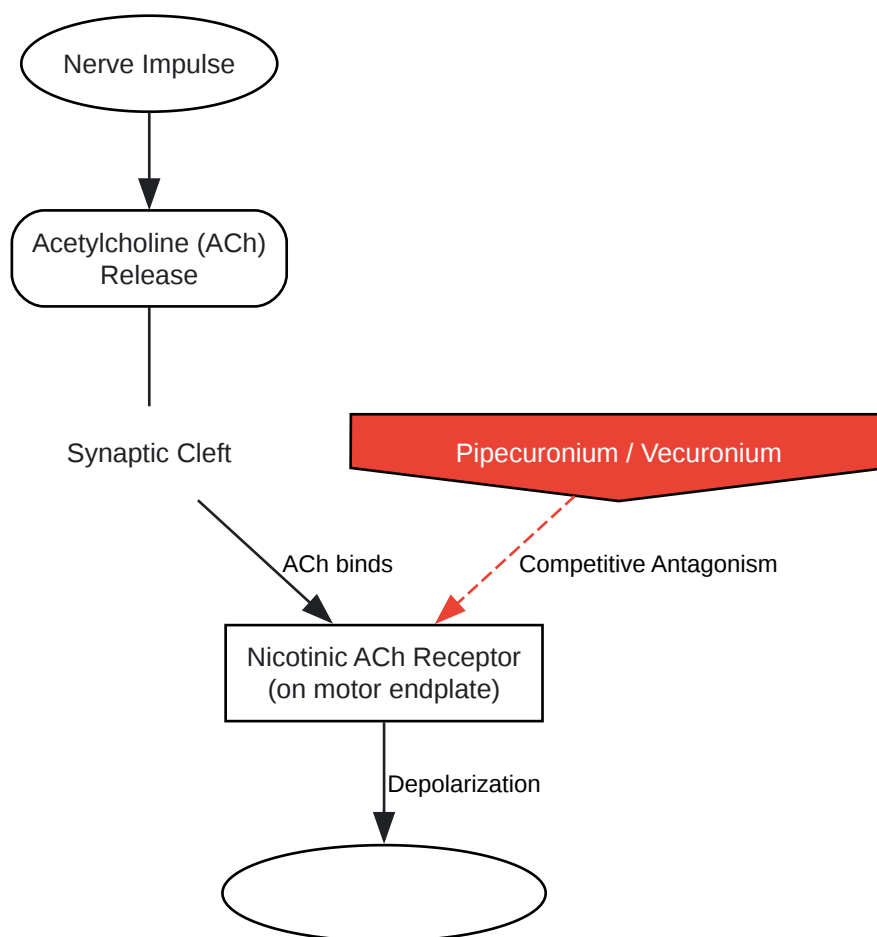 Nerve Impulse
Acetylcholine (ACh)
Release
Synaptic Cleft
Pipecuronium / Vecuronium
ACh binds
Competitive Antagonism
Nicotinic ACh Receptor
(on motor endplate)
Depolarization